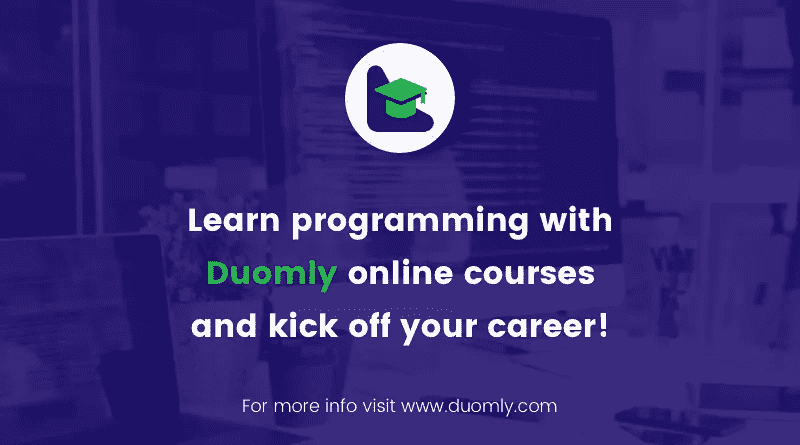 Learn programming with
Duomly online courses
and kick off your career!
For more info visit www.duomly.com